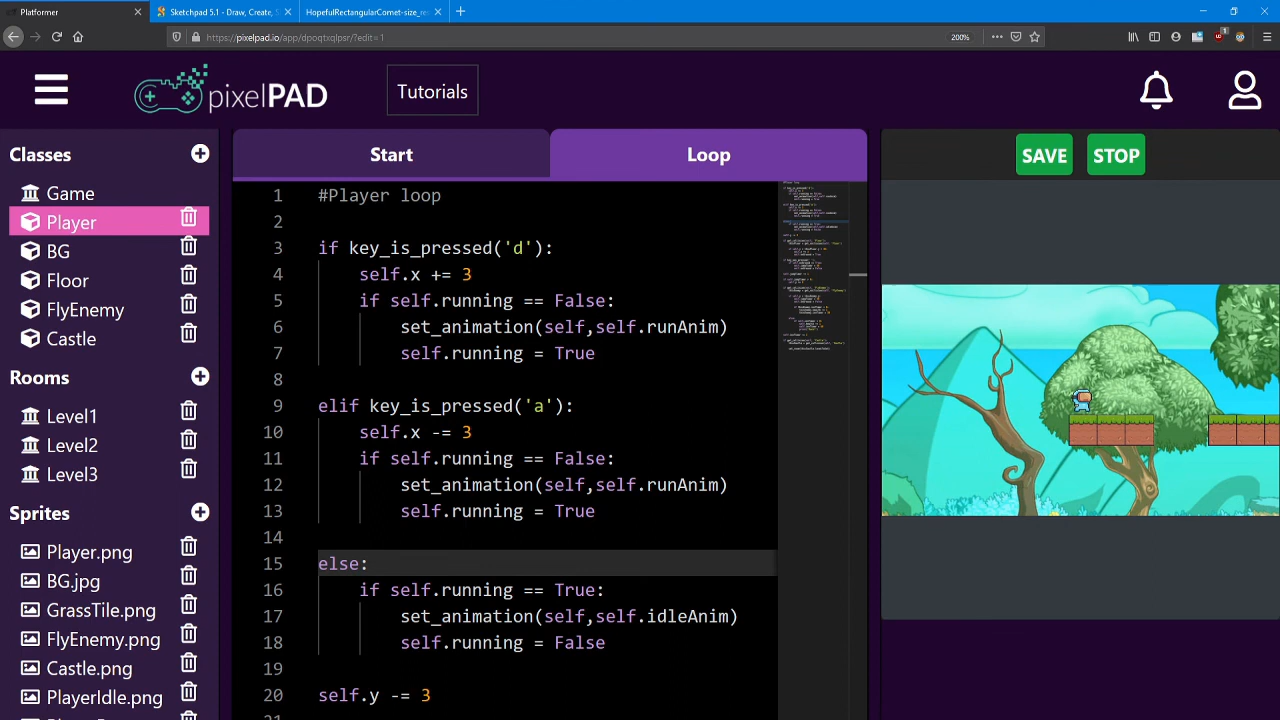 Platformer
Sketchpad 5.1 - Draw, Create, S
HopefulRectangularComet-size_res
https://pixelpad.io/app/dpoqtxqlpsr/?edit=1
200%
1
pixelPAD
Tutorials
Classes
Game
Player
BG
Floor
FlyEnemy
Castle
Rooms
Level1
Level2
Level3
Sprites
Player.png
BG.jpg
GrassTile.png
FlyEnemy.png
Castle.png
PlayerIdle.png
Start
Loop
SAVE
STOP
1 #Player loop
2
3 if key_is_pressed('d'):
4 self.x += 3
5 if self.running == False:
6 set_animation(self,self.runAnim)
7 self.running = True
8
9 elif key_is_pressed('a'):
10 self.x -= 3
11 if self.running == False:
12 set_animation(self,self.runAnim)
13 self.running = True
14
15 else:
16 if self.running == True:
17 set_animation(self,self.idleAnim)
18 self.running = False
19
20 self.y -= 3